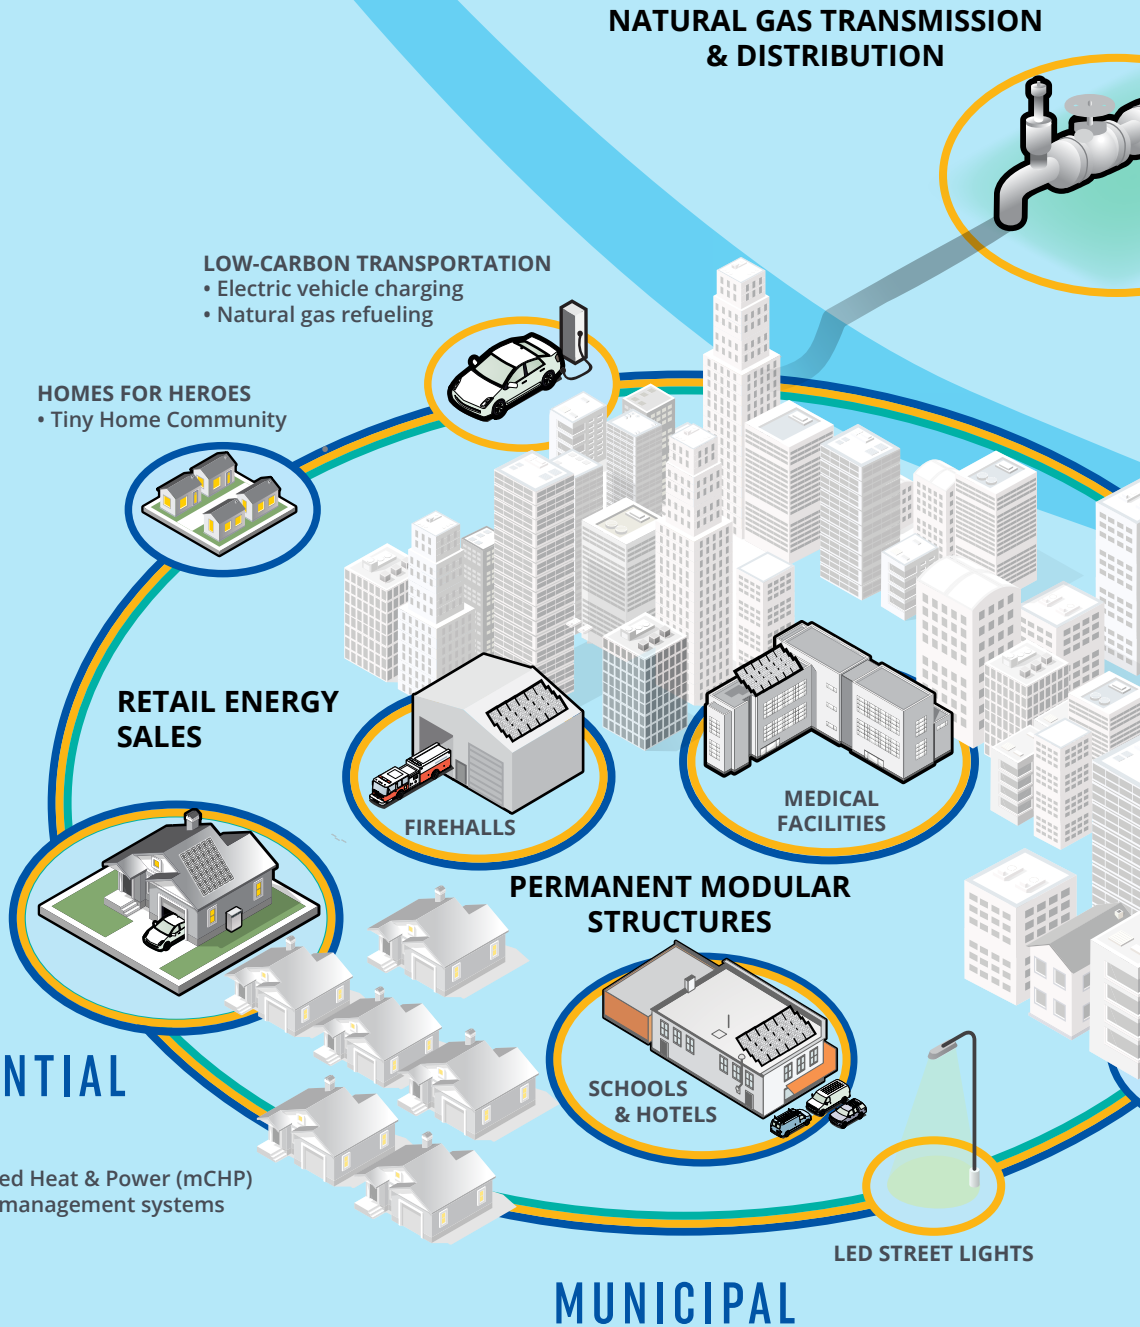 NATURAL GAS TRANSMISSION
& DISTRIBUTION
LOW-CARBON TRANSPORTATION
• Electric vehicle charging
• Natural gas refueling
HOMES FOR HEROES
• Tiny Home Community
RETAIL ENERGY
SALES
FIREHALLS
MEDICAL
FACILITIES
PERMANENT MODULAR
STRUCTURES
SCHOOLS
& HOTELS
NTIAL
ed Heat & Power (mCHP)
management systems
LED STREET LIGHTS
MUNICIPAL